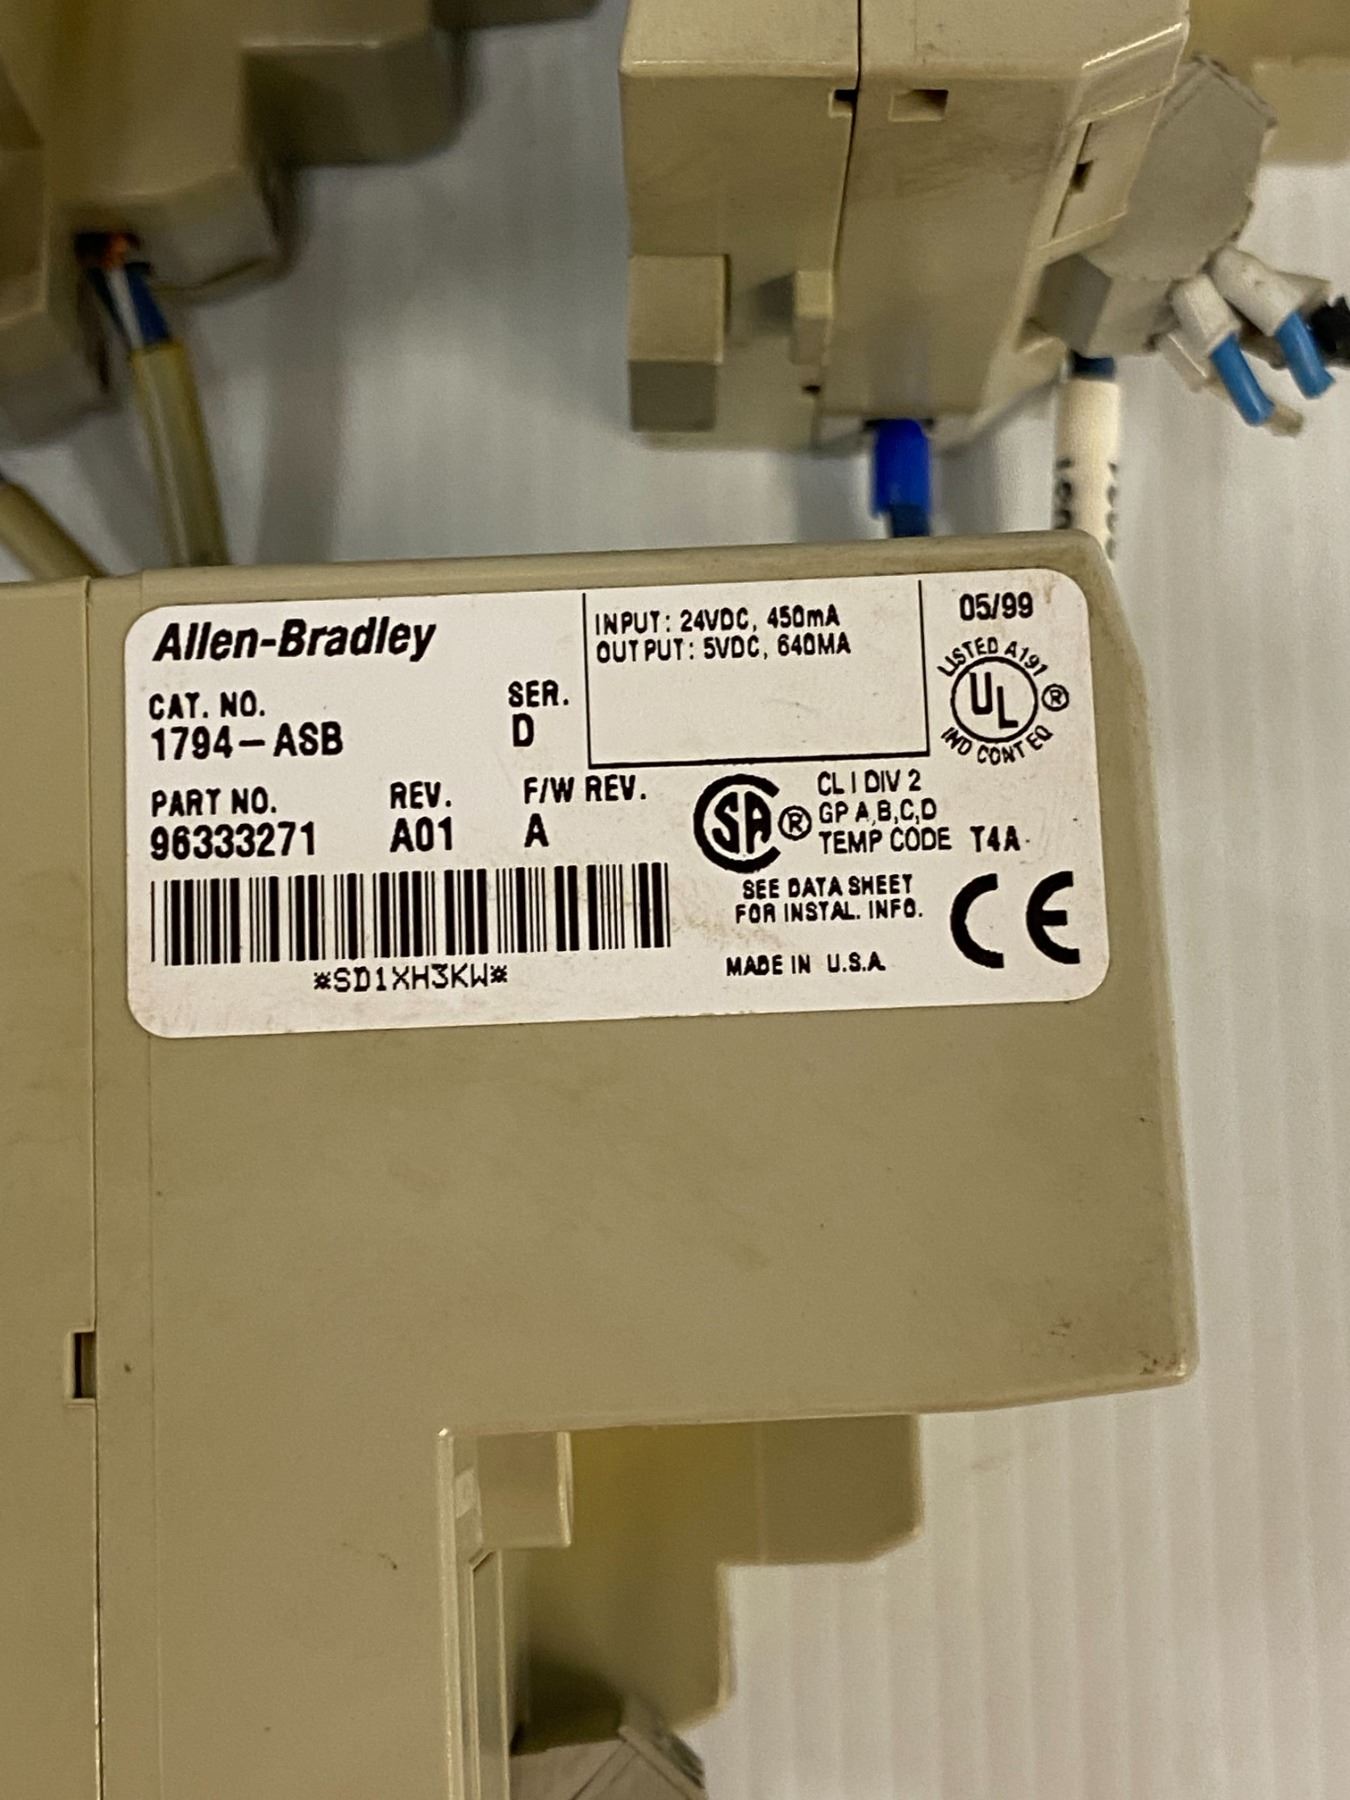 Allen-Bradley
CAT. NO.
1794-ASB
SER.
D
PART NO.
96333271
REV.
A01
F/W REV.
A
*SD1XH3KW*
INPUT: 24VDC, 450mA
OUTPUT: 5VDC, 640MA
05/99
LISTED A191
UL ®
IND CONT EQ
SA ®
CL I DIV 2
GP A,B,C,D
TEMP CODE T4A
SEE DATA SHEET
FOR INSTAL. INFO.
MADE IN U.S.A.
CE